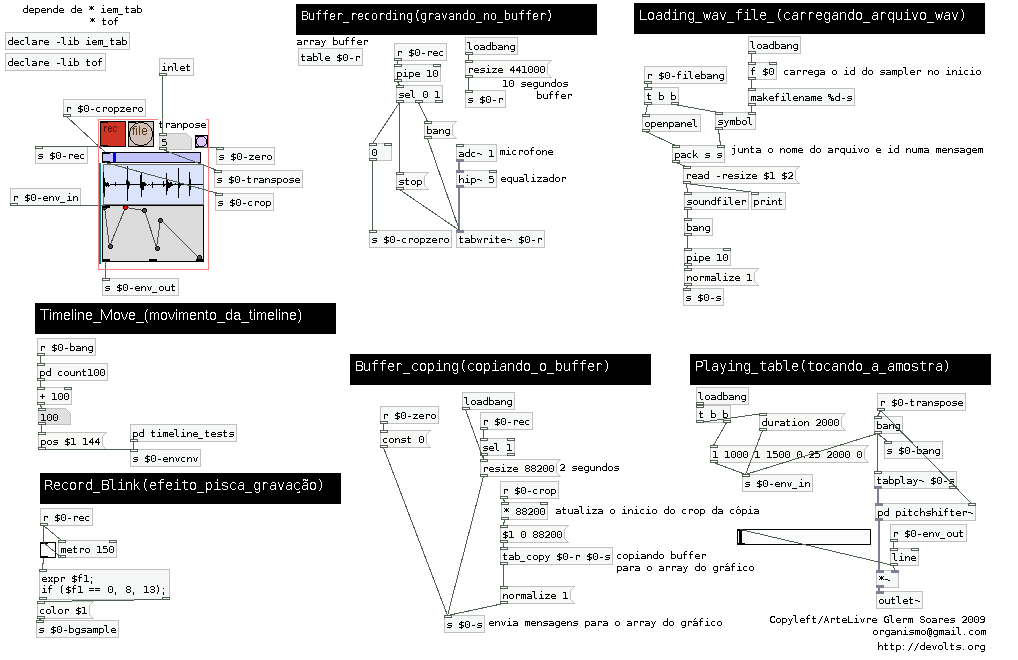 depende de * iem_tab
* tof
declare -lib iem_tab
declare -lib tof
inlet
r $0-cropzero
rec
file
tranpose
5
s $0-rec
s $0-zero
s $0-transpose
r $0-env_in
s $0-crop
s $0-env_out
Buffer_recording(gravando_no_buffer)
array buffer
table $0-r
r $0-rec
loadbang
pipe 10
resize 441000
10 segundos
buffer
sel 0 1
s $0-r
bang
0
adc~ 1 microfone
stop
hip~ 5 equalizador
s $0-cropzero
tabwrite~ $0-r
Loading_wav_file_(carregando_arquivo_wav)
loadbang
r $0-filebang
f $0 carrega o id do sampler no inicio
t b b
makefilename %d-s
openpanel
symbol
pack s s junta o nome do arquivo e id numa mensagem
read -resize $1 $2
soundfiler
print
bang
pipe 10
normalize 1
s $0-s
Timeline_Move_(movimento_da_timeline)
r $0-bang
pd count100
+ 100
100
pos $1 144
pd timeline_tests
s $0-envcnv
Record_Blink(efeito_pisca_gravação)
r $0-rec
metro 150
expr $f1;
if ($f1 == 0, 8, 13);
color $1
s $0-bgsample
Buffer_coping(copiando_o_buffer)
loadbang
r $0-zero
r $0-rec
const 0
sel 1
resize 88200 2 segundos
r $0-crop
* 88200 atualiza o inicio do crop da cópia
$1 0 88200
tab_copy $0-r $0-s copiando buffer
para o array do gráfico
normalize 1
s $0-s envia mensagens para o array do gráfico
Playing_table(tocando_a_amostra)
loadbang
r $0-transpose
t b b
duration 2000
bang
1 1000 1 1500 0.25 2000 0
s $0-bang
s $0-env_in
tabplay~ $0-s
pd pitchshifter~
r $0-env_out
line
*~
outlet~
Copyleft/ArteLivre Glerm Soares 2009
organismo@gmail.com
http://devolts.org